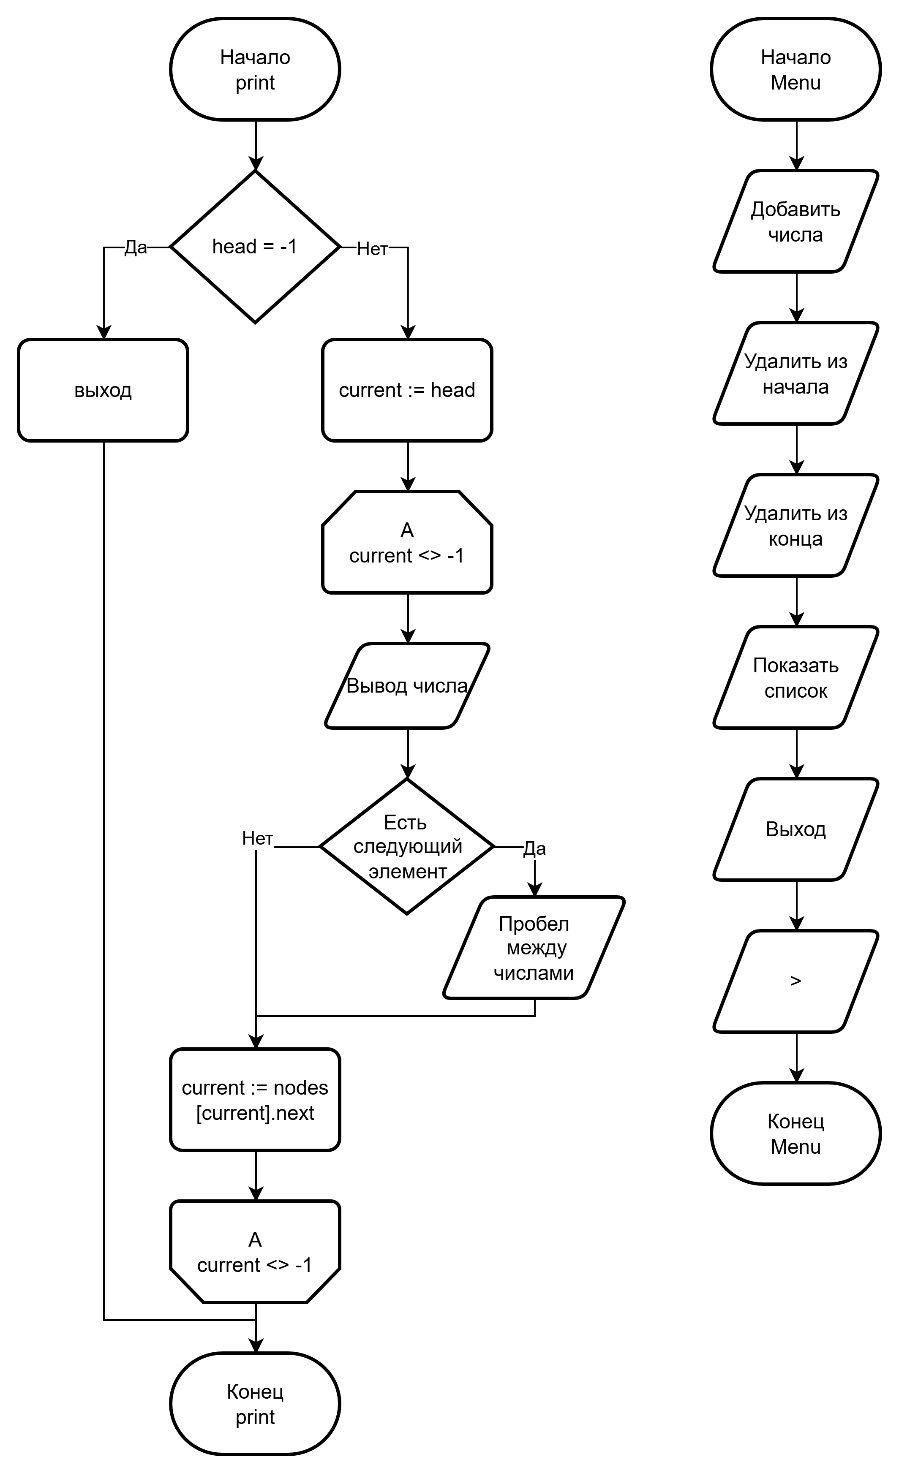 Начало
print
head = -1
Да
Нет
выход
current := head
A
current <> -1
Вывод числа
Есть
следующий
элемент
Нет
Да
Пробел
между
числами
current := nodes
[current].next
A
current <> -1
Конец
print
Начало
Menu
Добавить
числа
Удалить из
начала
Удалить из
конца
Показать
список
Выход
>
Конец
Menu